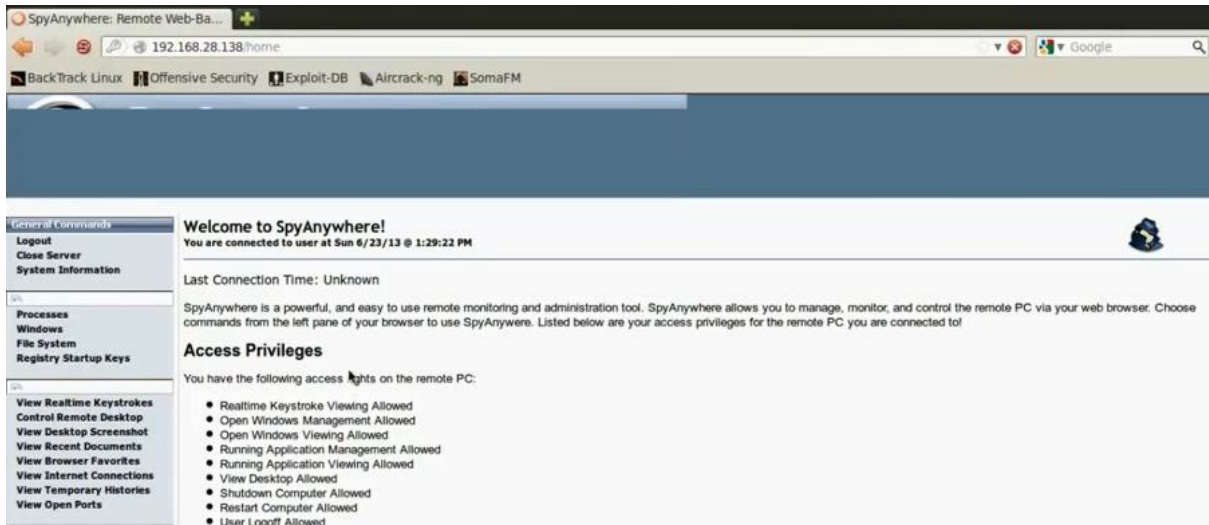 SpyAnywhere: Remote Web-Ba...
192.168.28.138/home
Google
BackTrack Linux Offensive Security Exploit-DB Aircrack-ng SomaFM
General Commands
Logout
Close Server
System Information
Processes
Windows
File System
Registry Startup Keys
View Realtime Keystrokes
Control Remote Desktop
View Desktop Screenshot
View Recent Documents
View Browser Favorites
View Internet Connections
View Temporary Histories
View Open Ports
Welcome to SpyAnywhere!
You are connected to user at Sun 6/23/13 @ 1:29:22 PM
Last Connection Time: Unknown
SpyAnywhere is a powerful, and easy to use remote monitoring and administration tool. SpyAnywhere allows you to manage, monitor, and control the remote PC via your web browser. Choose
commands from the left pane of your browser to use SpyAnywere. Listed below are your access privileges for the remote PC you are connected to!
Access Privileges
You have the following access rights on the remote PC:
Realtime Keystroke Viewing Allowed
Open Windows Management Allowed
Open Windows Viewing Allowed
Running Application Management Allowed
Running Application Viewing Allowed
View Desktop Allowed
Shutdown Computer Allowed
Restart Computer Allowed
User Logoff Allowed